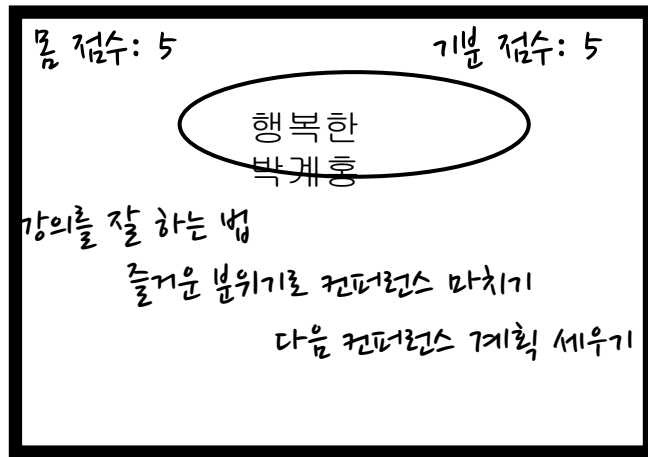 몸 점수: 5 기분 점수: 5
행복한
박계홍
강의를 잘 하는 법
즐거운 분위기로 컨퍼런스 마치기
다음 컨퍼런스 계획 세우기